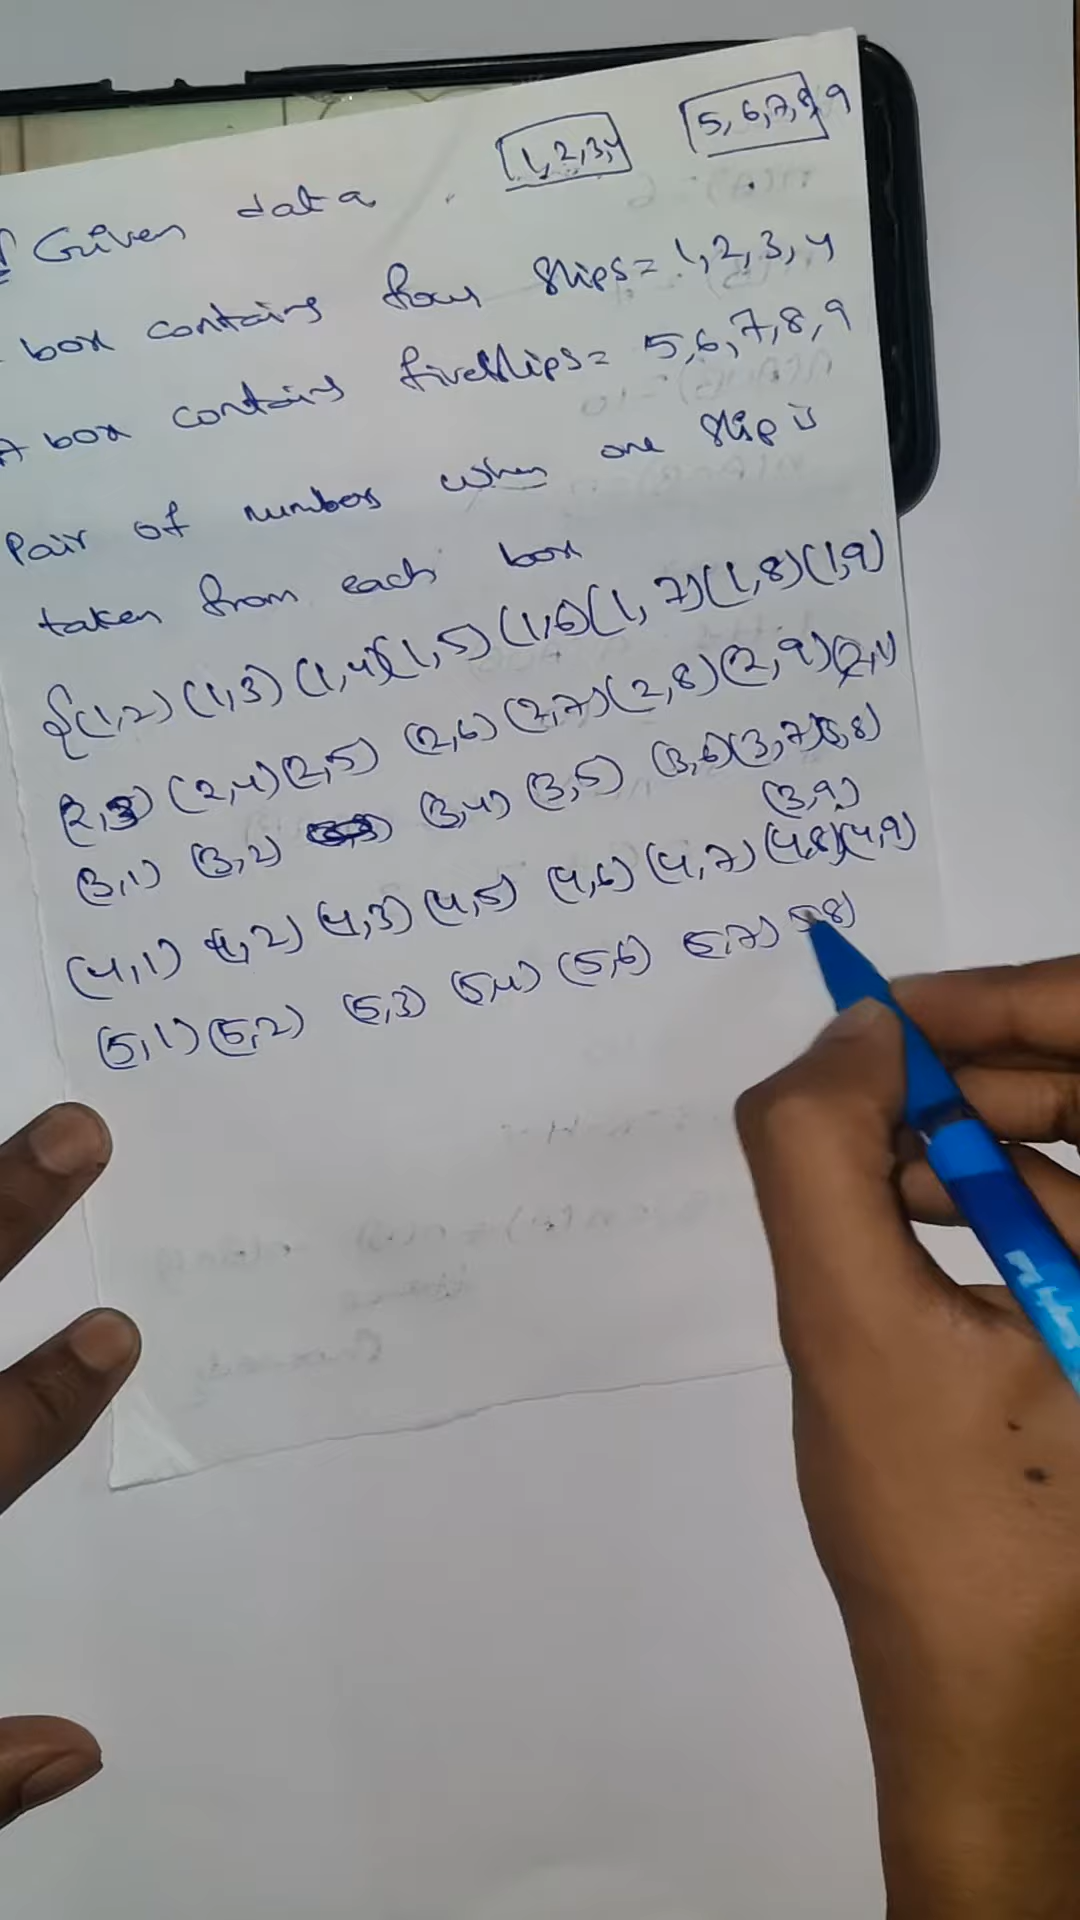 1,2,3,4 5,6,7,8,9
Given data.
box contains four slips = 1,2,3,4
A box contains fiveslips = 5,6,7,8,9
Pair of numbers when one slip is
taken from each box
{(1,2) (1,3) (1,4)(1,5) (1,6)(1,7)(1,8)(1,9)
(2,3) (2,4)(2,5) (2,6) (2,7)(2,8)(2,9)(2,1)
(3,1) (3,2) (3,4) (3,5) (3,6)(3,7)(3,8)
(3,9)
(4,1) (4,2) (4,3) (4,5) (4,6) (4,7) (4,8)(4,9)
(5,1)(5,2) (5,3) (5,4) (5,6) (5,7) 5,8)